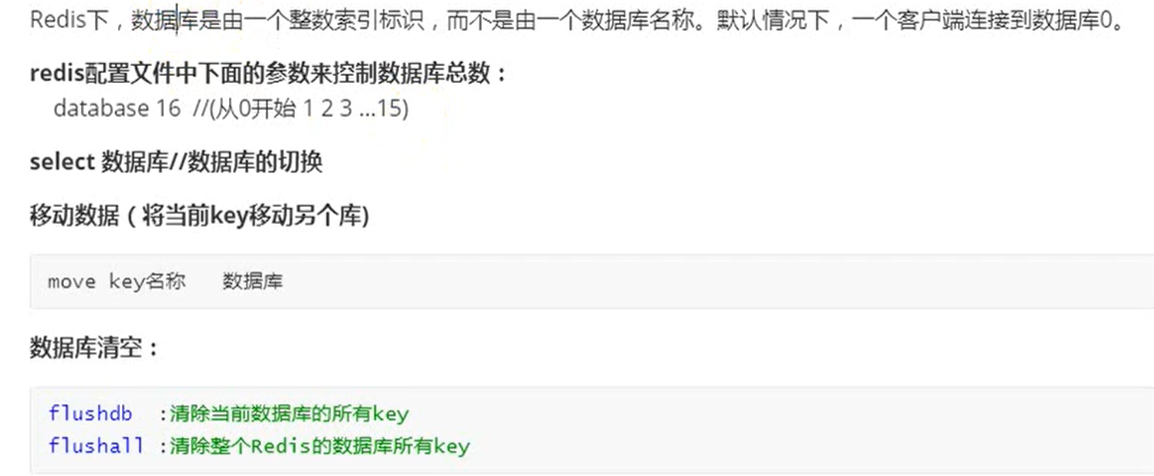 Redis下，数据库是由一个整数索引标识，而不是由一个数据库名称。默认情况下，一个客户端连接到数据库0。
redis配置文件中下面的参数来控制数据库总数：
database 16  //(从0开始 1 2 3 ...15)
select 数据库//数据库的切换
移动数据（将当前key移动另个库)
move key名称   数据库
数据库清空：
flushdb  :清除当前数据库的所有key
flushall :清除整个Redis的数据库所有key